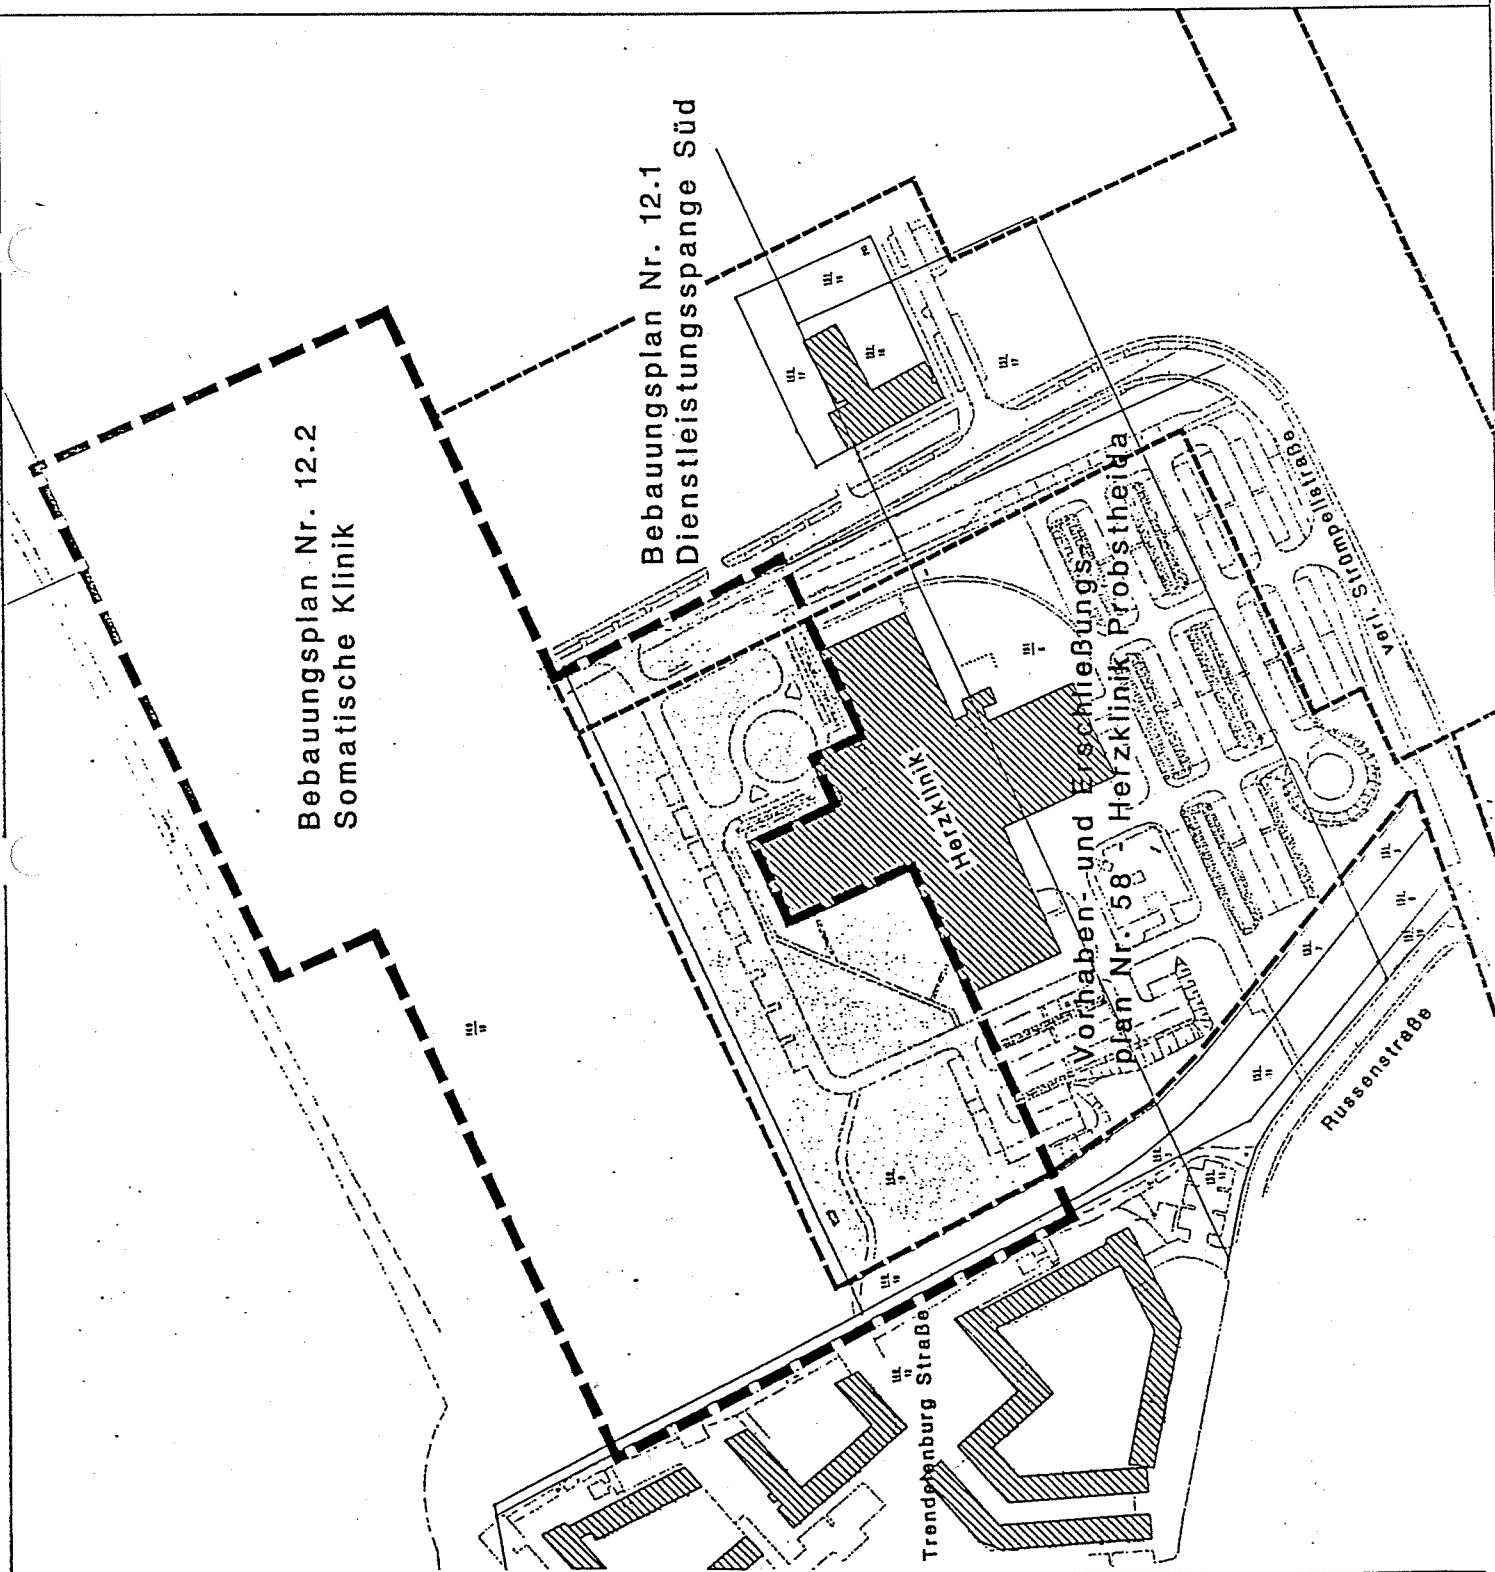 Bebauungsplan Nr. 12.2
Somatische Klinik
Bebauungsplan Nr. 12.1
Dienstleistungsspange Süd
Herzklinik
Vorhaben- und Erschließungs-
plan Nr. 58 - Herzklinik Probstheida
verl. Strümpellstraße
Russenstraße
Trendelenburg Straße